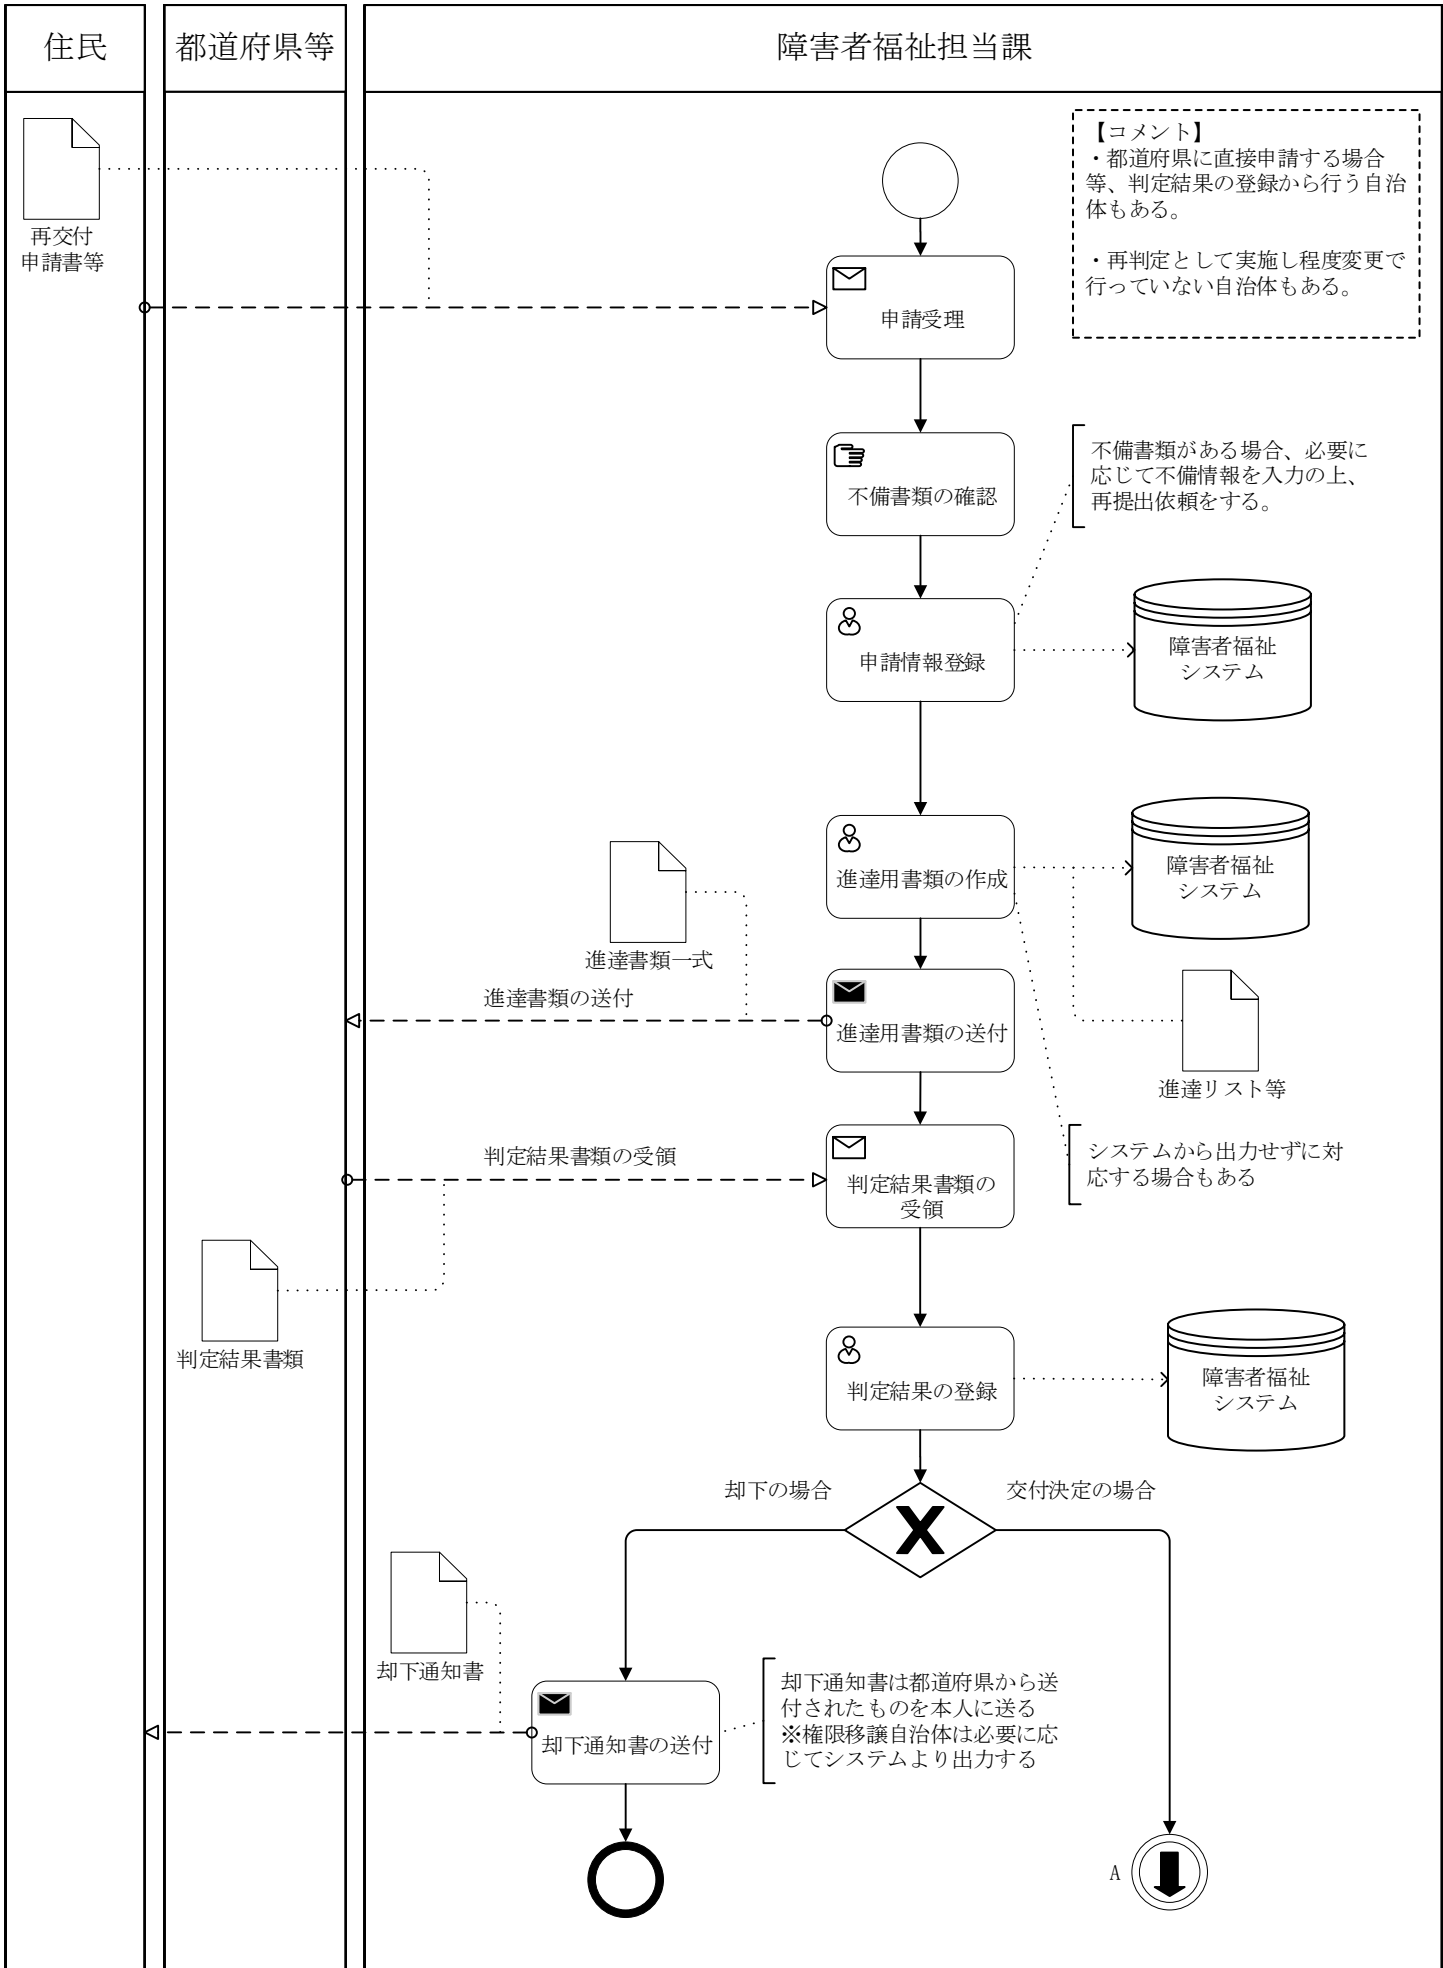 住民
都道府県等
障害者福祉担当課
再交付
申請書等
【コメント】
・都道府県に直接申請する場合
等、判定結果の登録から行う自治
体もある。
・再判定として実施し程度変更で
行っていない自治体もある。
申請受理
不備書類の確認
不備書類がある場合、必要に
応じて不備情報を入力の上、
再提出依頼をする。
申請情報登録
障害者福祉
システム
進達用書類の作成
障害者福祉
システム
進達書類一式
進達書類の送付
進達用書類の送付
進達リスト等
システムから出力せずに対
応する場合もある
判定結果書類の受領
判定結果書類の
受領
判定結果書類
判定結果の登録
障害者福祉
システム
却下の場合
交付決定の場合
却下通知書
却下通知書の送付
却下通知書は都道府県から送
付されたものを本人に送る
※権限移譲自治体は必要に応
じてシステムより出力する
A